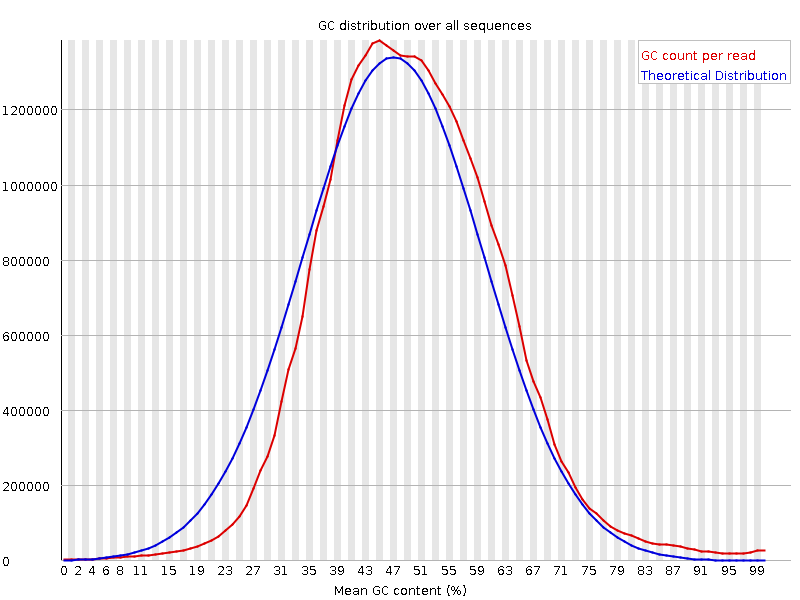 GC distribution over all sequences
GC count per read
Theoretical Distribution
1200000
1000000
800000
600000
400000
200000
0
0 2 4 6 8 11 15 19 23 27 31 35 39 43 47 51 55 59 63 67 71 75 79 83 87 91 95 99
Mean GC content (%)